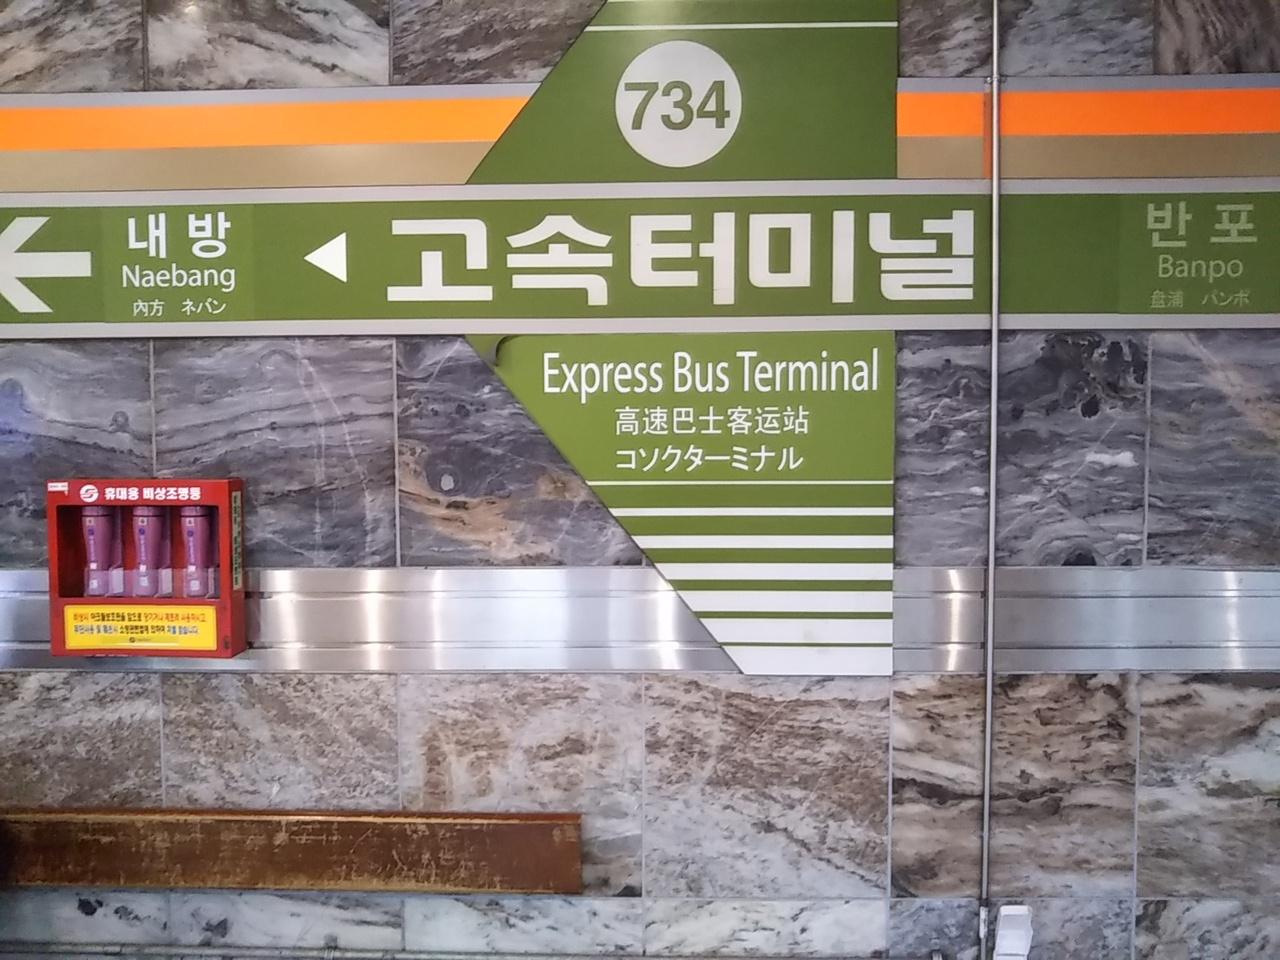 734
내방
Naebang
內方 ネバン
고속터미널
반포
Banpo
盘浦 パンポ
Express Bus Terminal
高速巴士客运站
コソクターミナル
휴대용 비상조명등